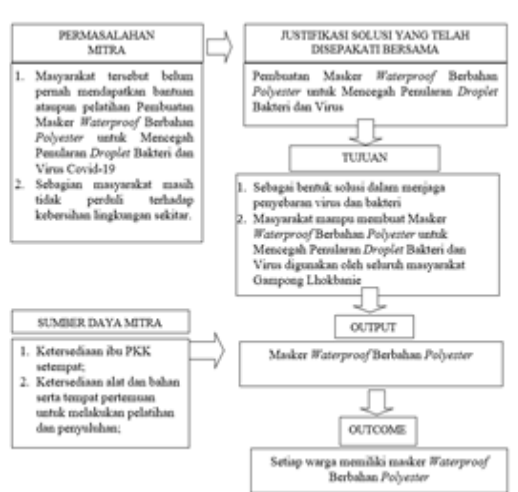 PERMASALAHAN
MITRA
1. Masyarakat tersebut belum
pernah mendapatkan bantuan
ataupun pelatihan Pembuatan
Masker Waterproof Berbahan
Polyester untuk Mencegah
Penularan Droplet Bakteri dan
Virus Covid-19
2. Sebagian masyarakat masih
tidak perduli terhadap
kebersihan lingkungan sekitar.
SUMBER DAYA MITRA
1. Ketersediaan ibu PKK
setempat;
2. Ketersediaan alat dan bahan
serta tempat pertemuan
untuk melakukan pelatihan
dan penyuluhan;
JUSTIFIKASI SOLUSI YANG TELAH
DISEPAKATI BERSAMA
Pembuatan Masker Waterproof Berbahan
Polyester untuk Mencegah Penularan Droplet
Bakteri dan Virus
TUJUAN
1. Sebagai bentuk solusi dalam menjaga
penyebaran virus dan bakteri
2. Masyarakat mampu membuat Masker
Waterproof Berbahan Polyester untuk
Mencegah Penularan Droplet Bakteri dan
Virus digunakan oleh seluruh masyarakat
Gampong Lhokbanie
OUTPUT
Masker Waterproof Berbahan Polyester
OUTCOME
Setiap warga memiliki masker Waterproof
Berbahan Polyester